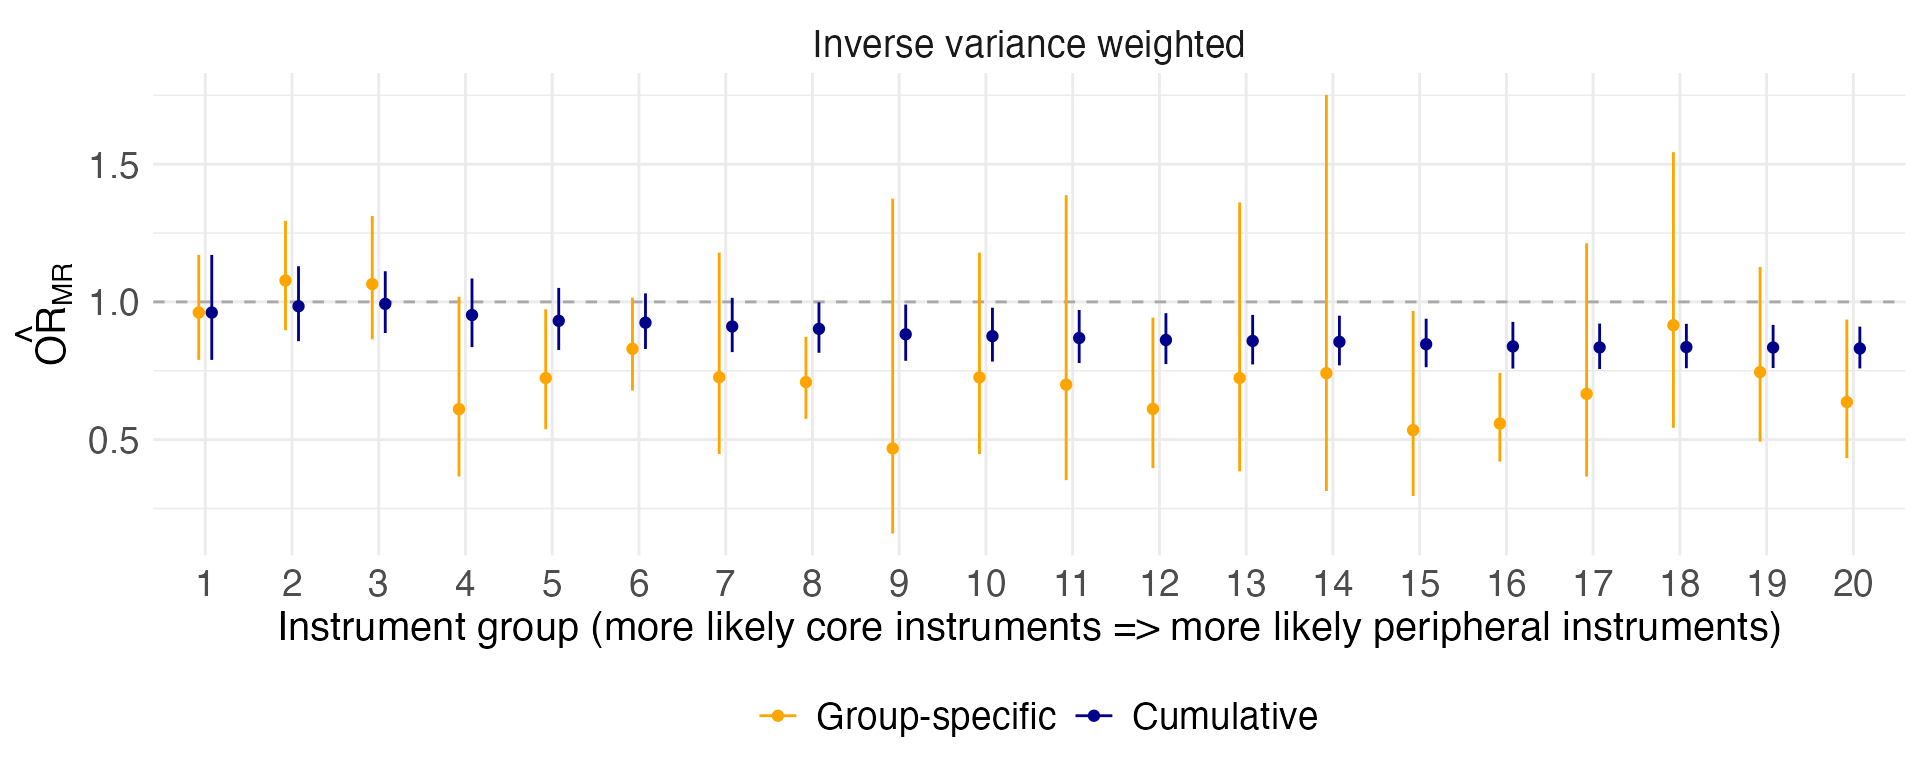 Inverse variance weighted
ÔR_MR
1.5
1.0
0.5
1 2 3 4 5 6 7 8 9 10 11 12 13 14 15 16 17 18 19 20
Instrument group (more likely core instruments => more likely peripheral instruments)
Group-specific Cumulative